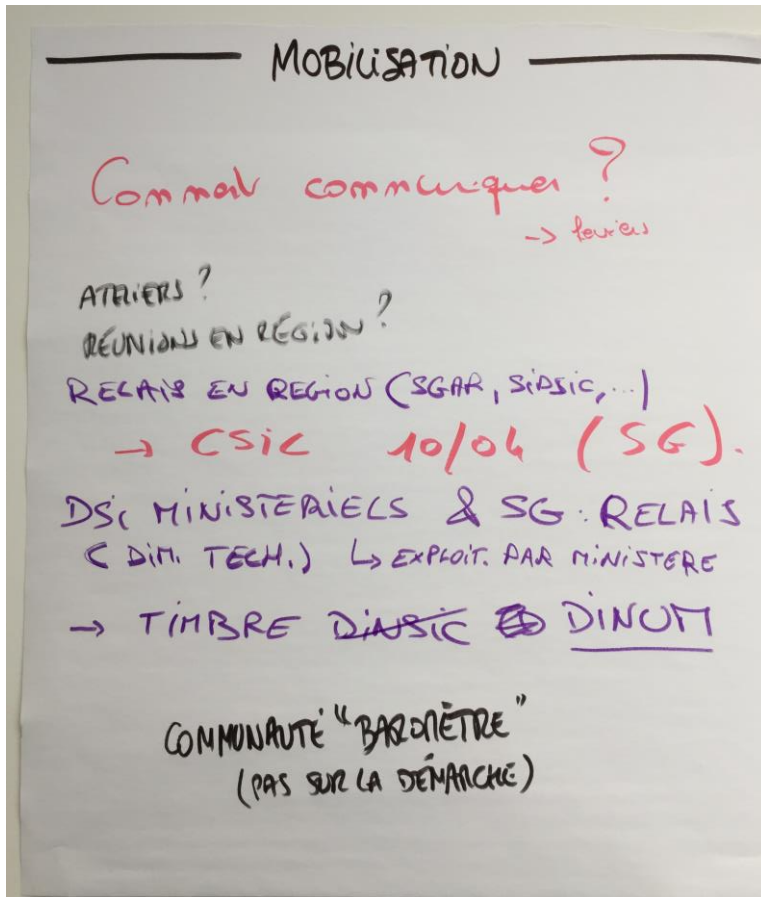 MOBILISATION
Comment communiquer ?
→ leviers
ATELIERS ?
RÉUNIONS EN RÉGION ?
RELAIS EN REGION (SGAR, SIDSIC, ...)
→ CSIC 10/04 (SG).
DSI MINISTERIELS & SG : RELAIS
( DIM. TECH.) ↳ EXPLOIT. PAR MINISTERE
→ TIMBRE DINSIC DINUM
COMMUNAUTÉ "BAROMÈTRE"
(PAS SUR LA DÉMARCHE)